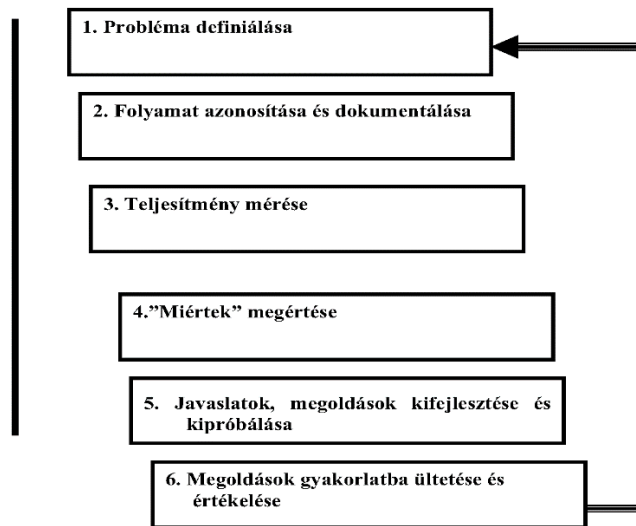 1. Probléma definiálása
2. Folyamat azonosítása és dokumentálása
3. Teljesítmény mérése
4.”Miértek” megértése
5. Javaslatok, megoldások kifejlesztése és
kipróbálása
6. Megoldások gyakorlatba ültetése és
értékelése